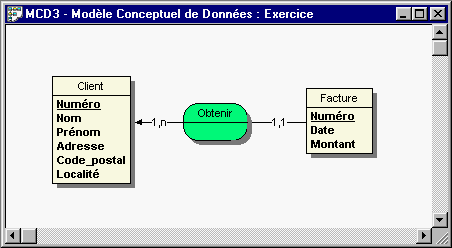 MCD3 - Modèle Conceptuel de Données : Exercice
Client
Numéro
Nom
Prénom
Adresse
Code_postal
Localité
1,n
Obtenir
1,1
Facture
Numéro
Date
Montant